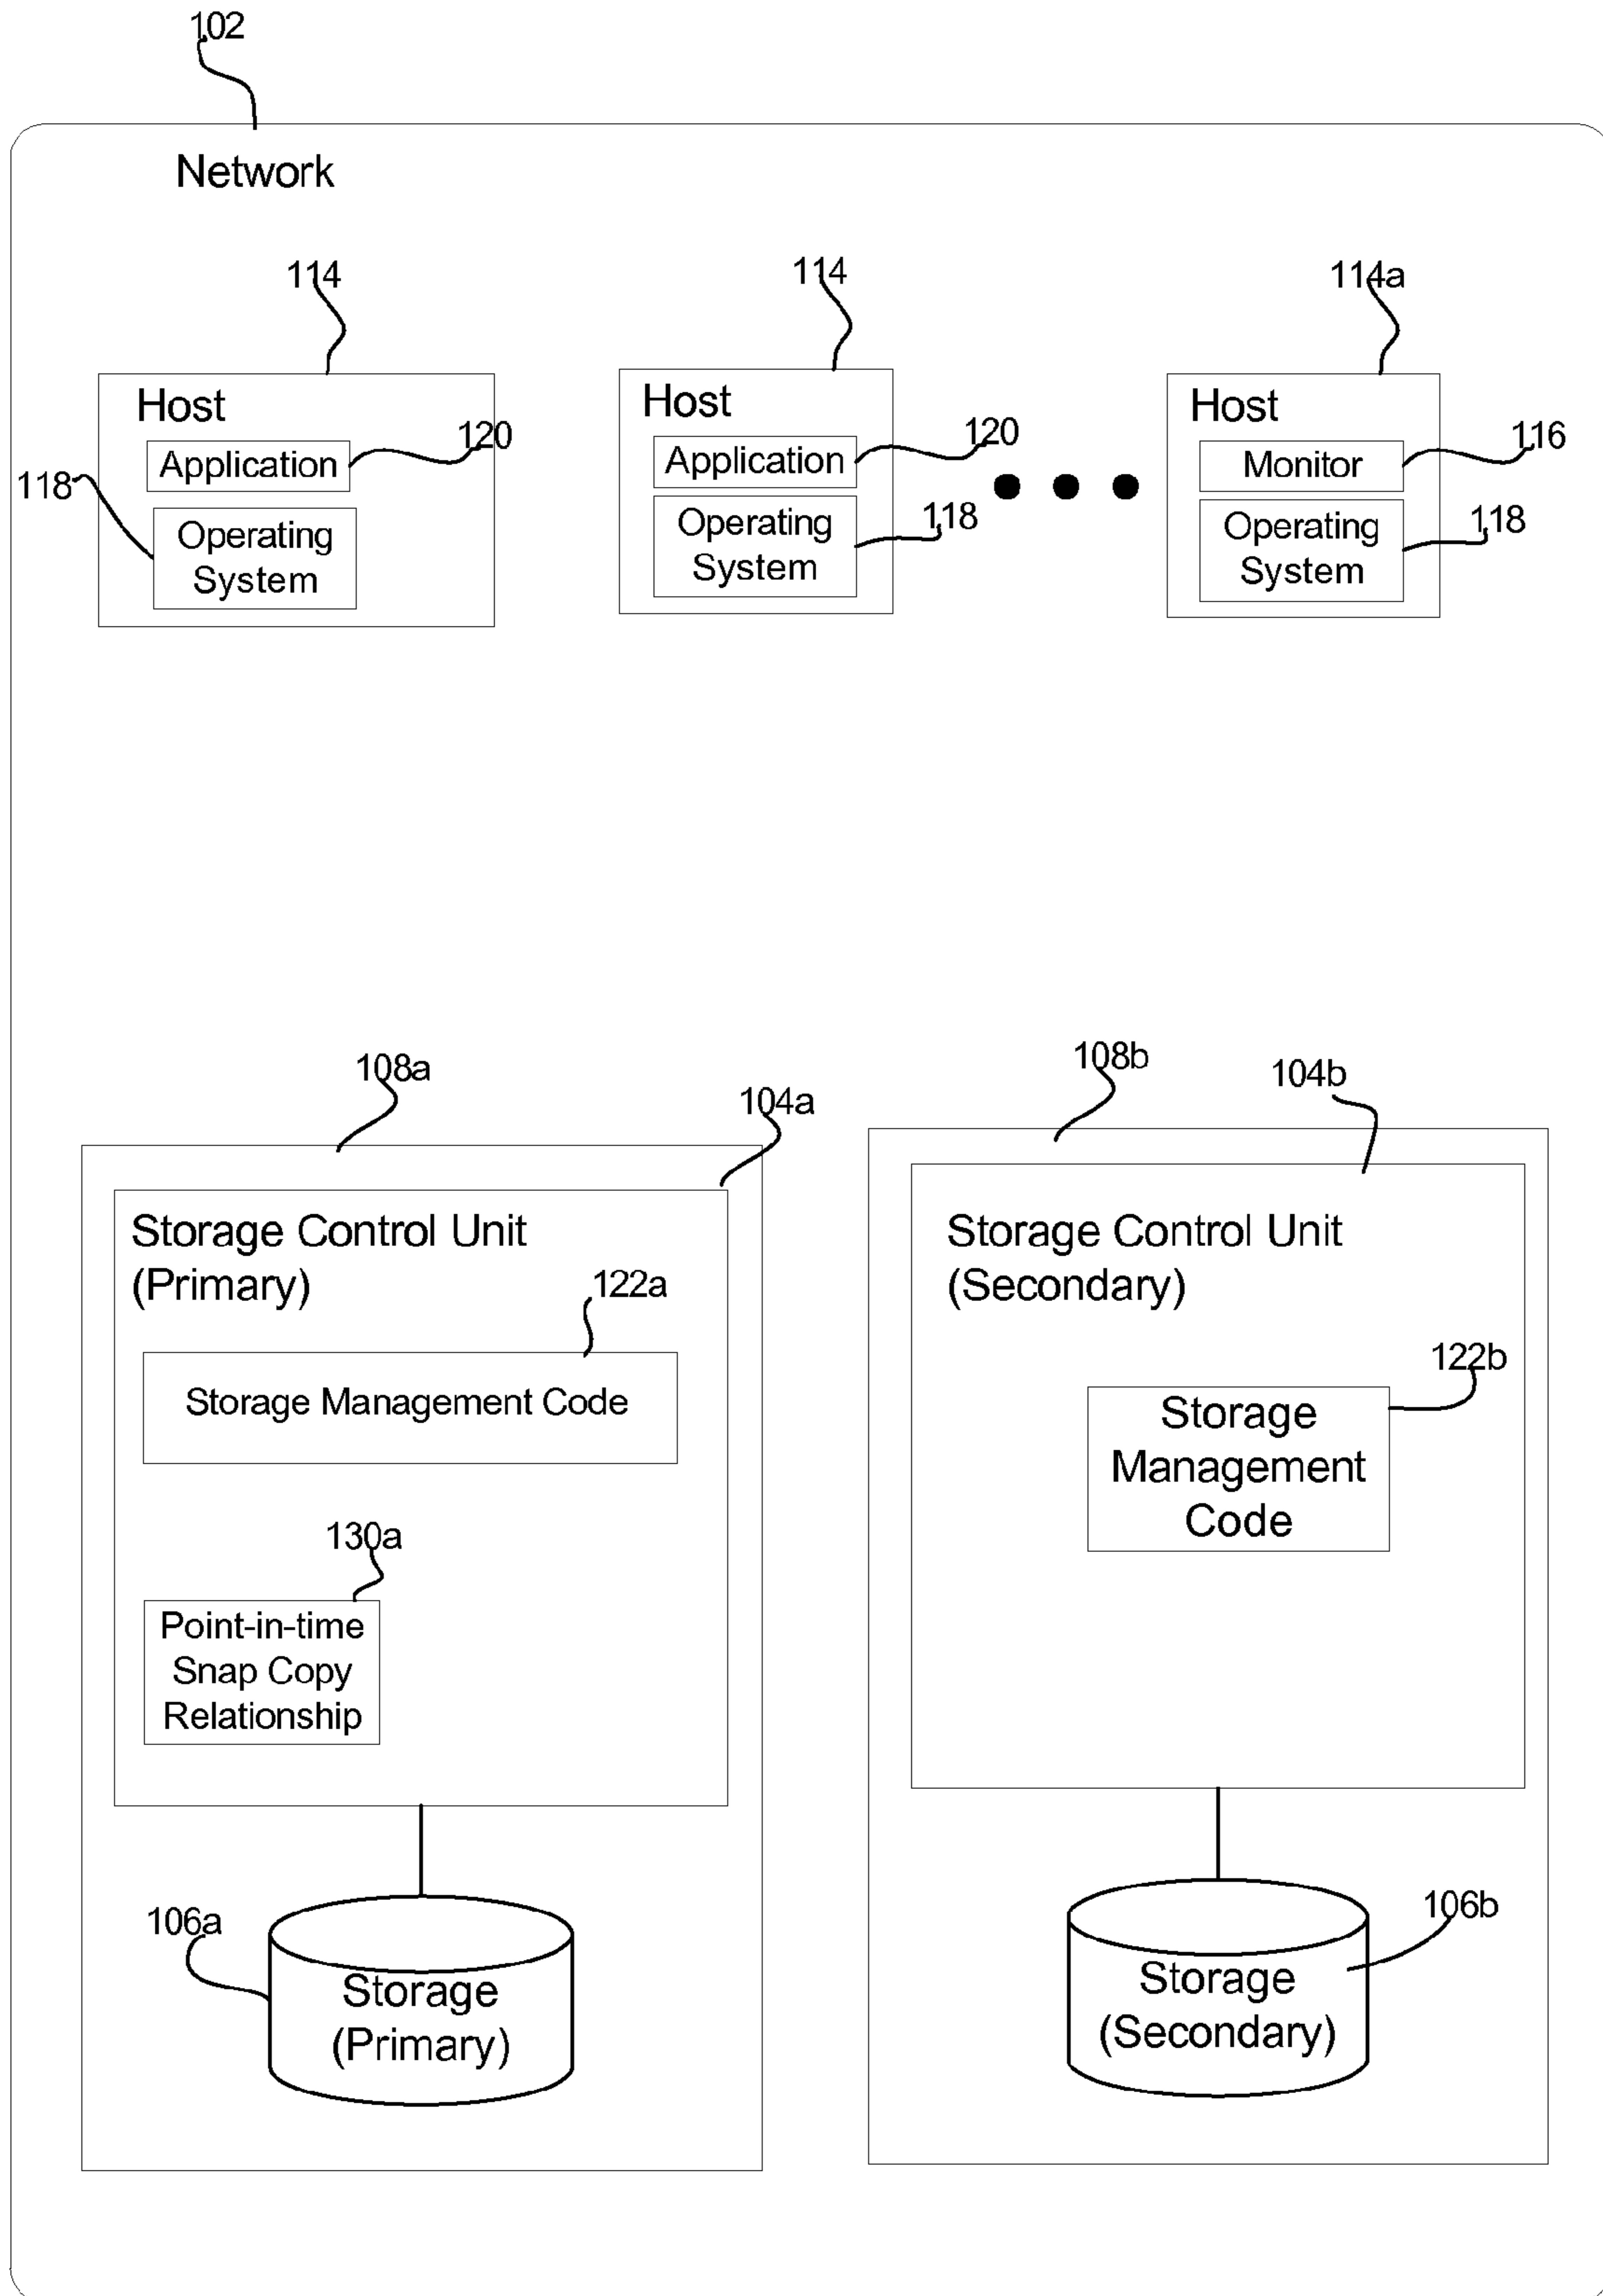 102
Network
114
114
114a
Host
Application
120
118
Operating
System
Host
Application
120
Operating
System
118
Host
Monitor
116
Operating
System
118
108a
104a
Storage Control Unit
(Primary)
122a
Storage Management Code
130a
Point-in-time
Snap Copy
Relationship
106a
Storage
(Primary)
108b
104b
Storage Control Unit
(Secondary)
122b
Storage
Management
Code
106b
Storage
(Secondary)